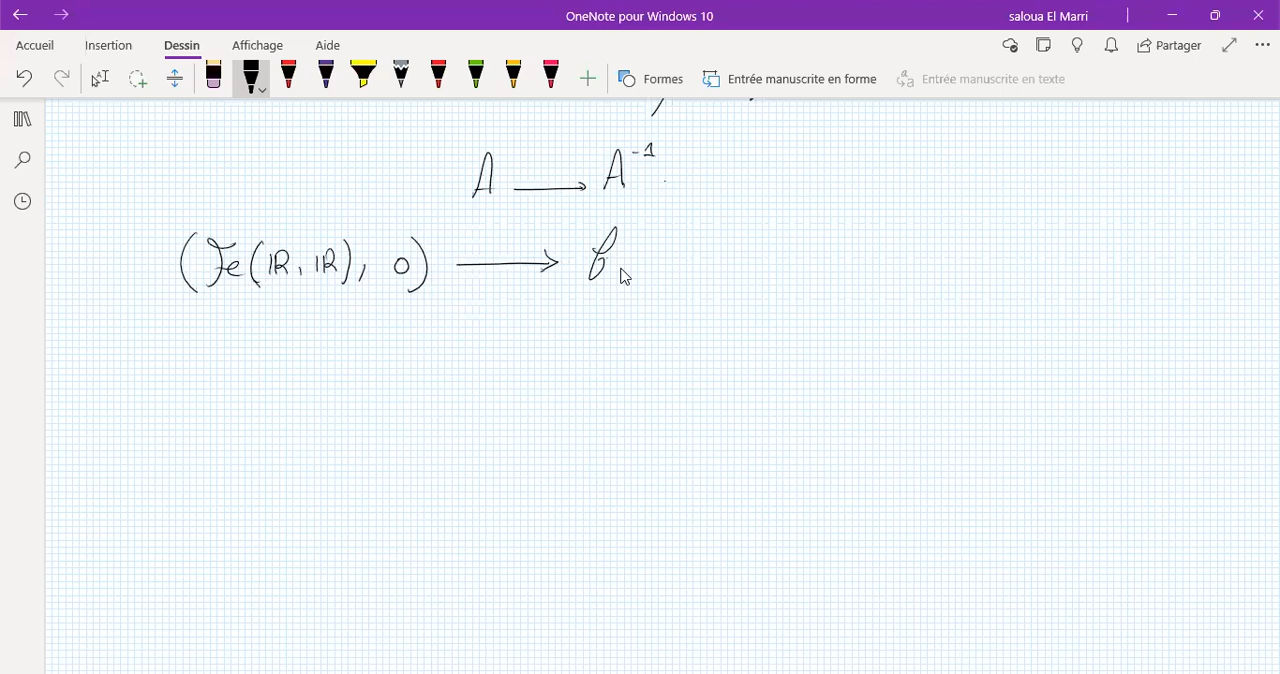 OneNote pour Windows 10
saloua El Marri
Accueil Insertion Dessin Affichage Aide
Partager
Formes Entrée manuscrite en forme Entrée manuscrite en texte
A ⟶ A⁻¹
(ℱe(ℝ, ℝ), o) ⟶ f